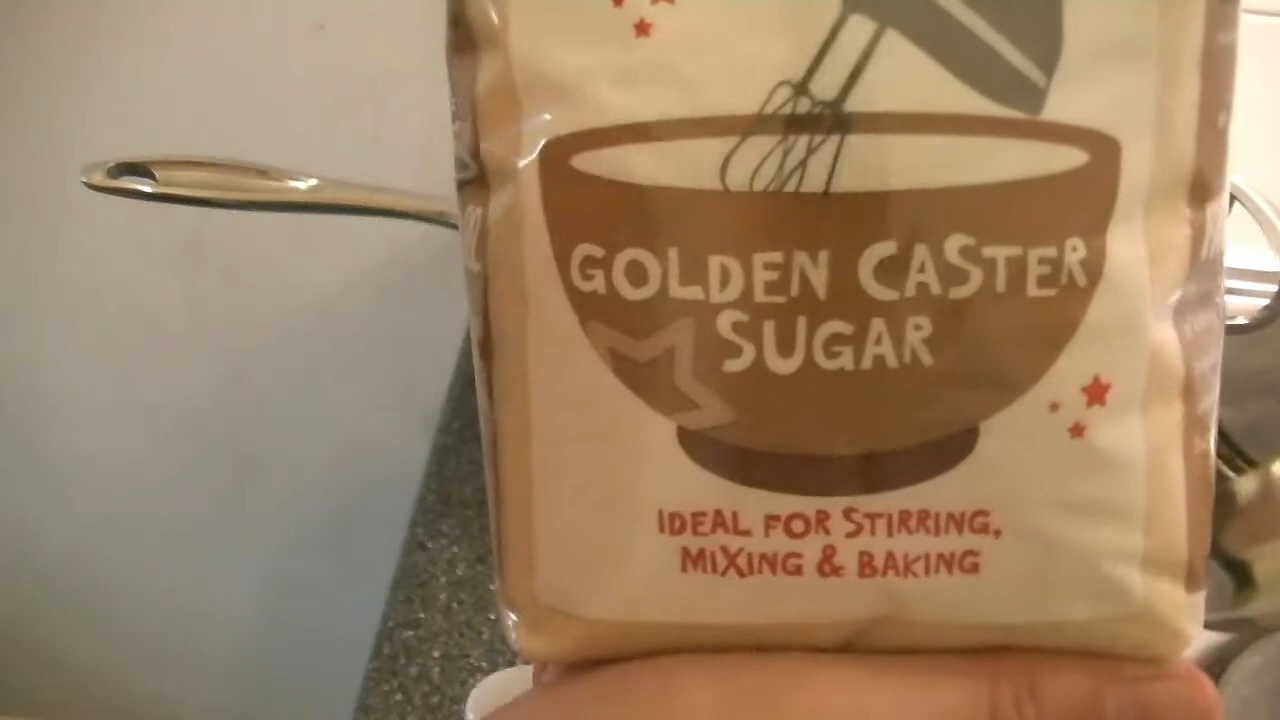 GOLDEN CASTER
SUGAR
IDEAL FOR STIRRING,
MIXING & BAKING